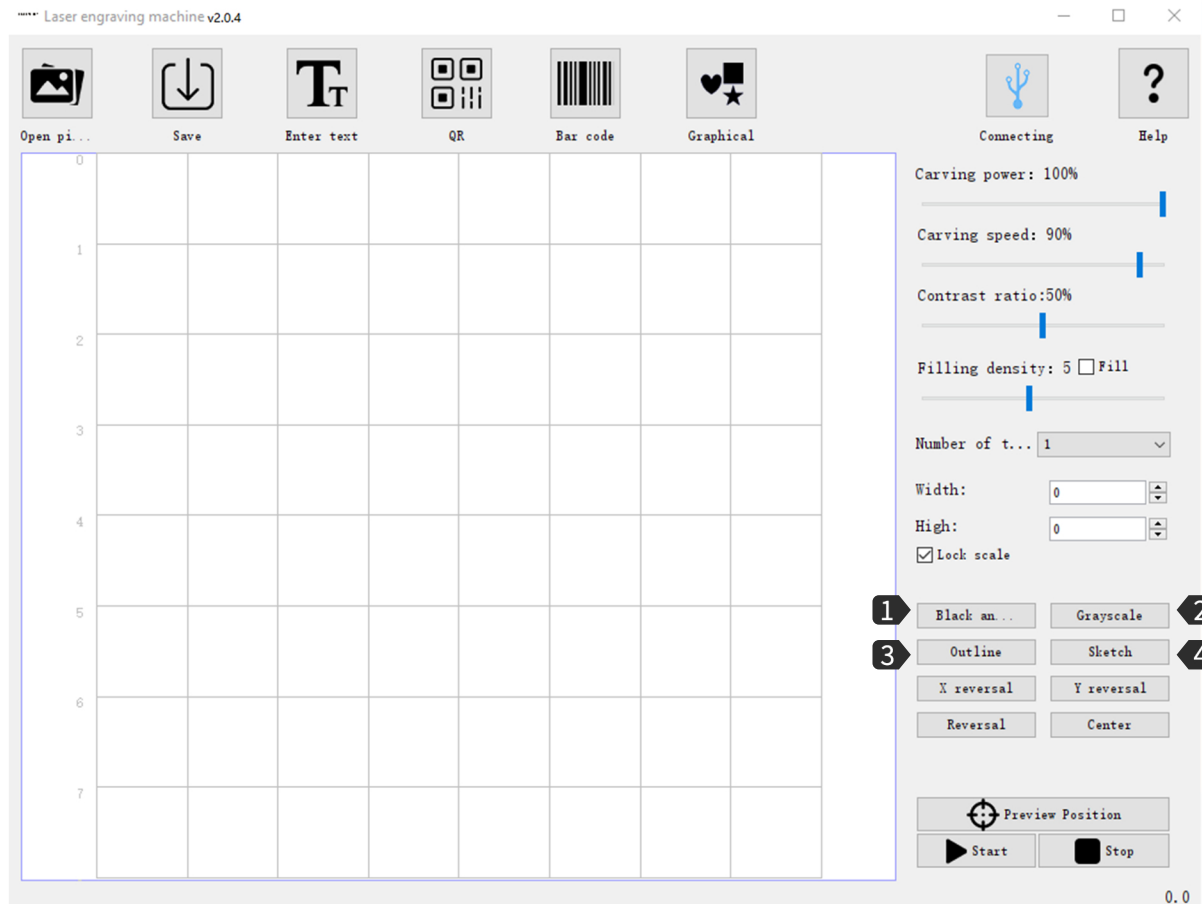 Laser engraving machine v2.0.4
Open pi...
Save
Enter text
QR
Bar code
Graphical
Connecting
Help
0
1
2
3
4
5
6
7
Carving power: 100%
Carving speed: 90%
Contrast ratio:50%
Filling density: 5 Fill
Number of t... 1
Width: 0
High: 0
Lock scale
1 Black an... Grayscale 2
3 Outline Sketch 4
X reversal Y reversal
Reversal Center
Preview Position
Start Stop
0.0